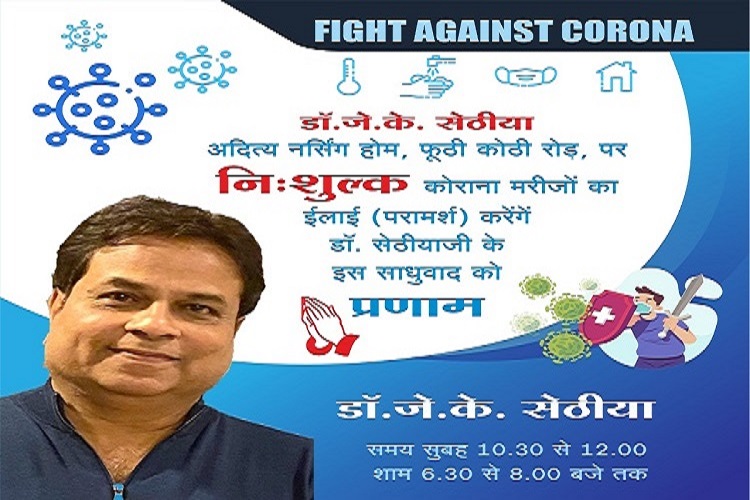 FIGHT AGAINST CORONA
डॉ.जे.के. सेठीया
अदित्य नर्सिंग होम, फूठी कोठी रोड़, पर
निःशुल्क कोराना मरीजों का
ईलाई (परामर्श) करेंगें
डॉ. सेठीयाजी के
इस साधुवाद को
प्रणाम
डॉ.जे.के. सेठीया
समय सुबह 10.30 से 12.00
शाम 6.30 से 8.00 बजे तक